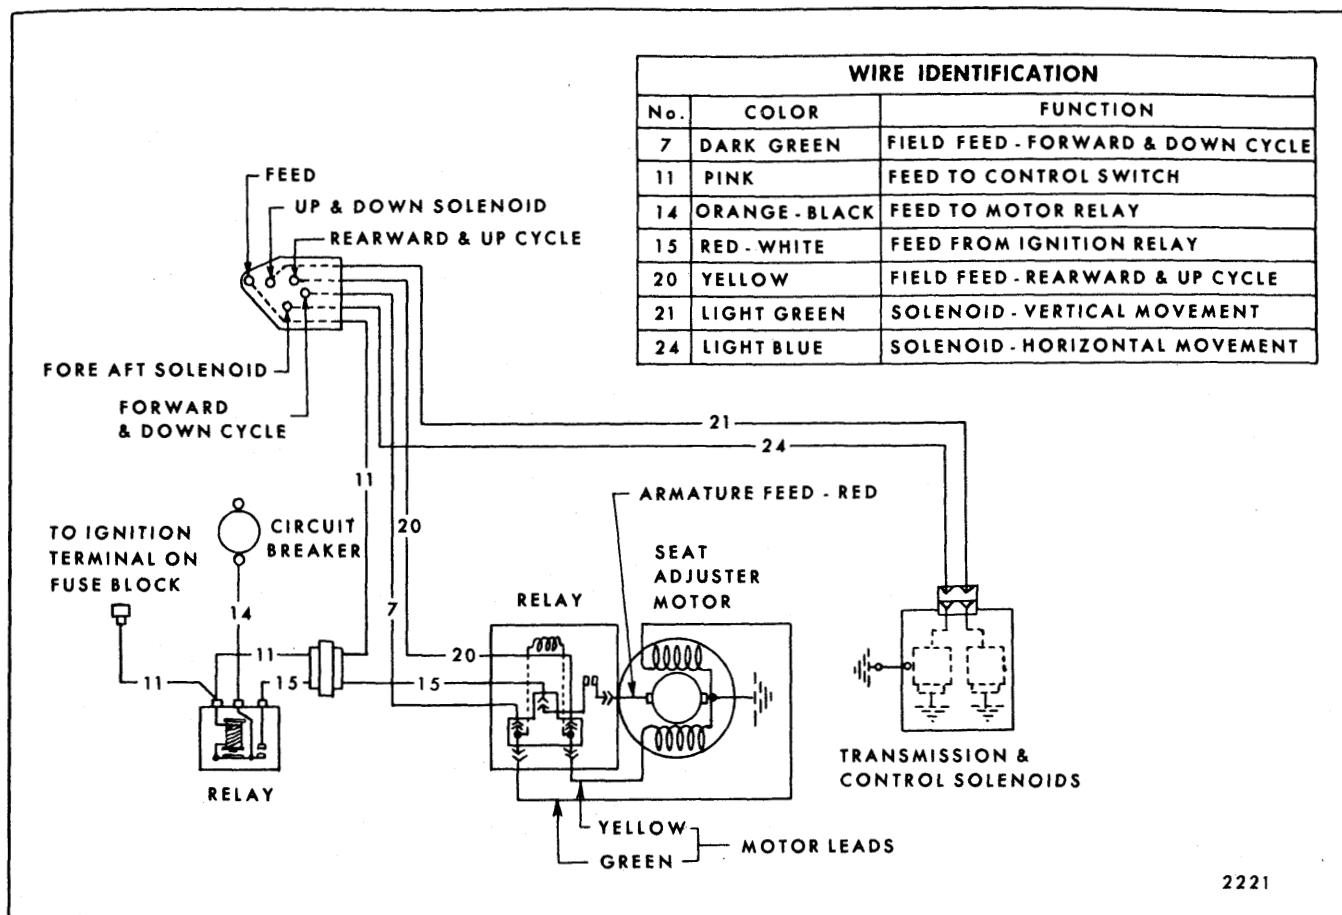 WIRE IDENTIFICATION
No. COLOR FUNCTION
7 DARK GREEN FIELD FEED - FORWARD & DOWN CYCLE
11 PINK FEED TO CONTROL SWITCH
14 ORANGE - BLACK FEED TO MOTOR RELAY
15 RED - WHITE FEED FROM IGNITION RELAY
20 YELLOW FIELD FEED - REARWARD & UP CYCLE
21 LIGHT GREEN SOLENOID - VERTICAL MOVEMENT
24 LIGHT BLUE SOLENOID - HORIZONTAL MOVEMENT
FEED
UP & DOWN SOLENOID
REARWARD & UP CYCLE
FORE AFT SOLENOID
FORWARD
& DOWN CYCLE
21
24
11
20
7
ARMATURE FEED - RED
CIRCUIT
BREAKER
TO IGNITION
TERMINAL ON
FUSE BLOCK
14
SEAT
ADJUSTER
MOTOR
RELAY
11
20
11
15
15
RELAY
TRANSMISSION &
CONTROL SOLENOIDS
YELLOW
GREEN
MOTOR LEADS
2221